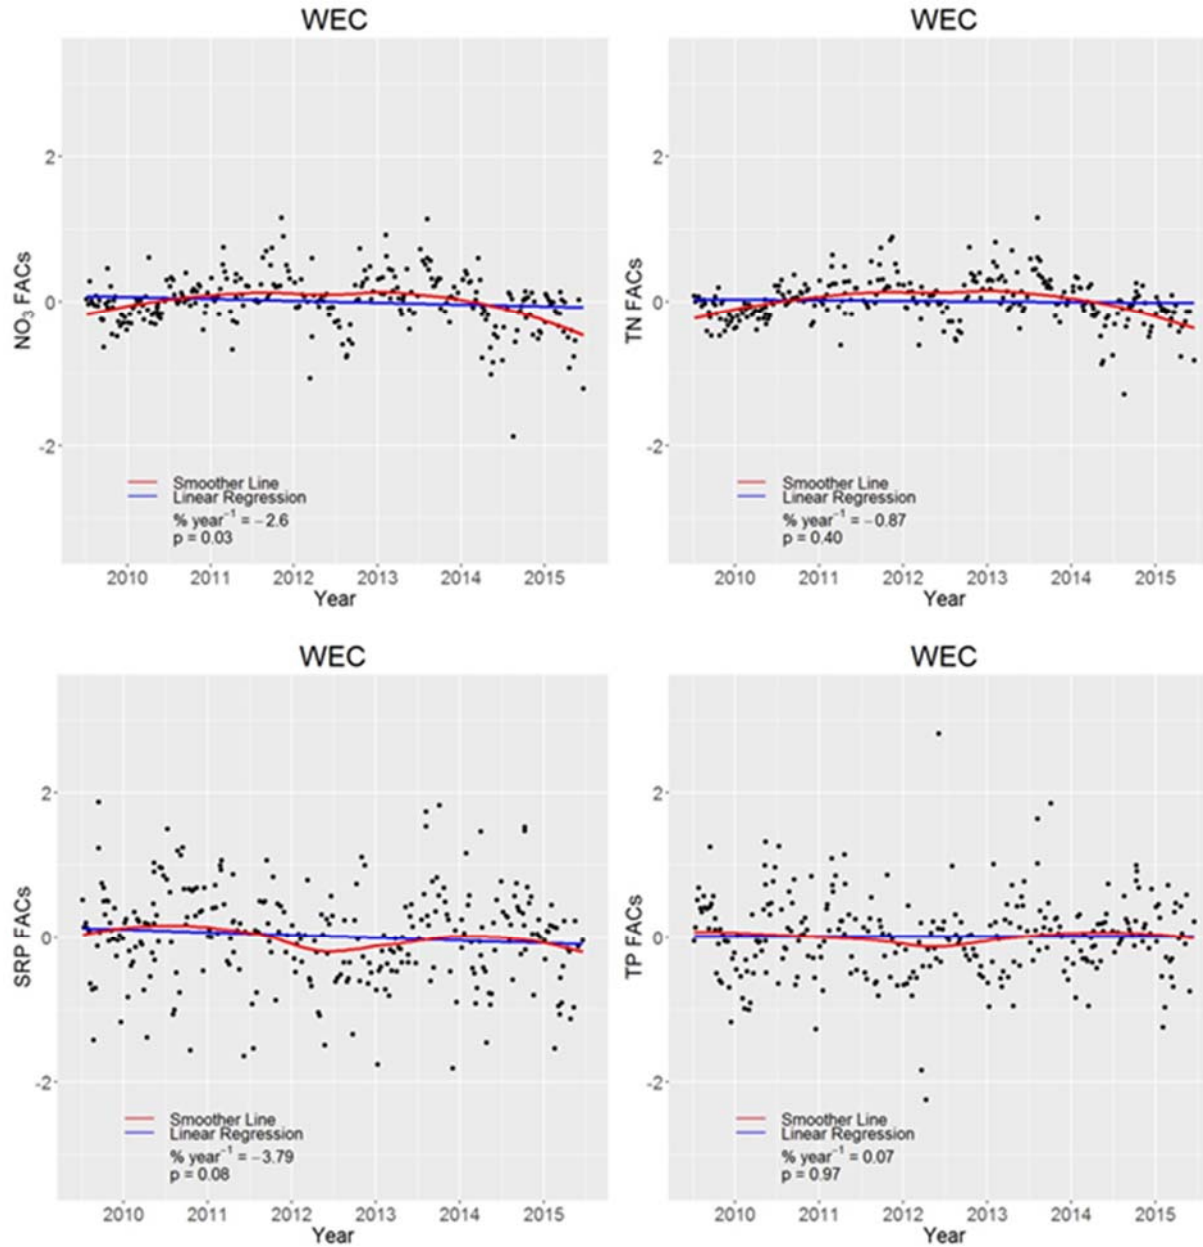 WEC
NO₃ FACs
2
0
-2
Smoother Line
Linear Regression
% year⁻¹ = −2.6
p = 0.03
2010 2011 2012 2013 2014 2015
Year
WEC
TN FACs
2
0
-2
Smoother Line
Linear Regression
% year⁻¹ = −0.87
p = 0.40
2010 2011 2012 2013 2014 2015
Year
WEC
SRP FACs
2
0
-2
Smoother Line
Linear Regression
% year⁻¹ = −3.79
p = 0.08
2010 2011 2012 2013 2014 2015
Year
WEC
TP FACs
2
0
-2
Smoother Line
Linear Regression
% year⁻¹ = 0.07
p = 0.97
2010 2011 2012 2013 2014 2015
Year